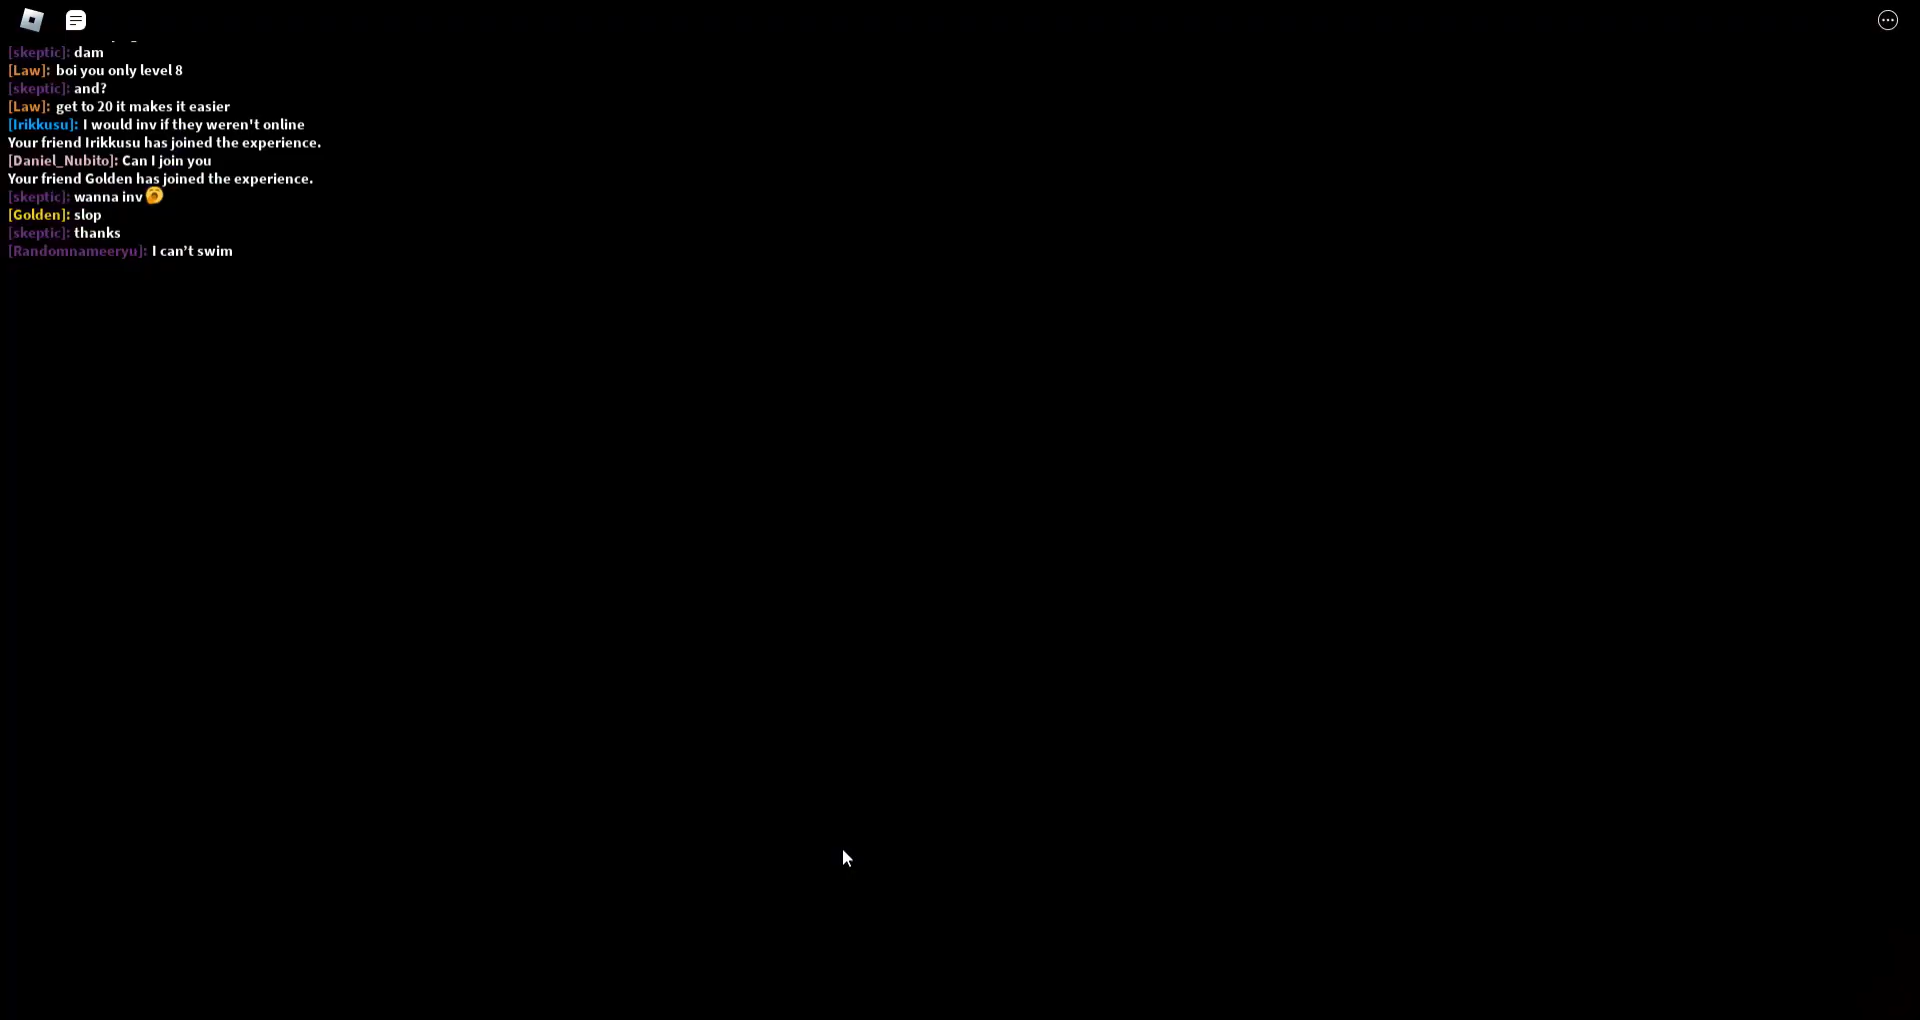 [skeptic]: dam
[Law]: boi you only level 8
[skeptic]: and?
[Law]: get to 20 it makes it easier
[Irikkusu]: I would inv if they weren't online
Your friend Irikkusu has joined the experience.
[Daniel_Nubito]: Can I join you
Your friend Golden has joined the experience.
[skeptic]: wanna inv🥱
[Golden]: slop
[skeptic]: thanks
[Randomnameeryu]: I can’t swim